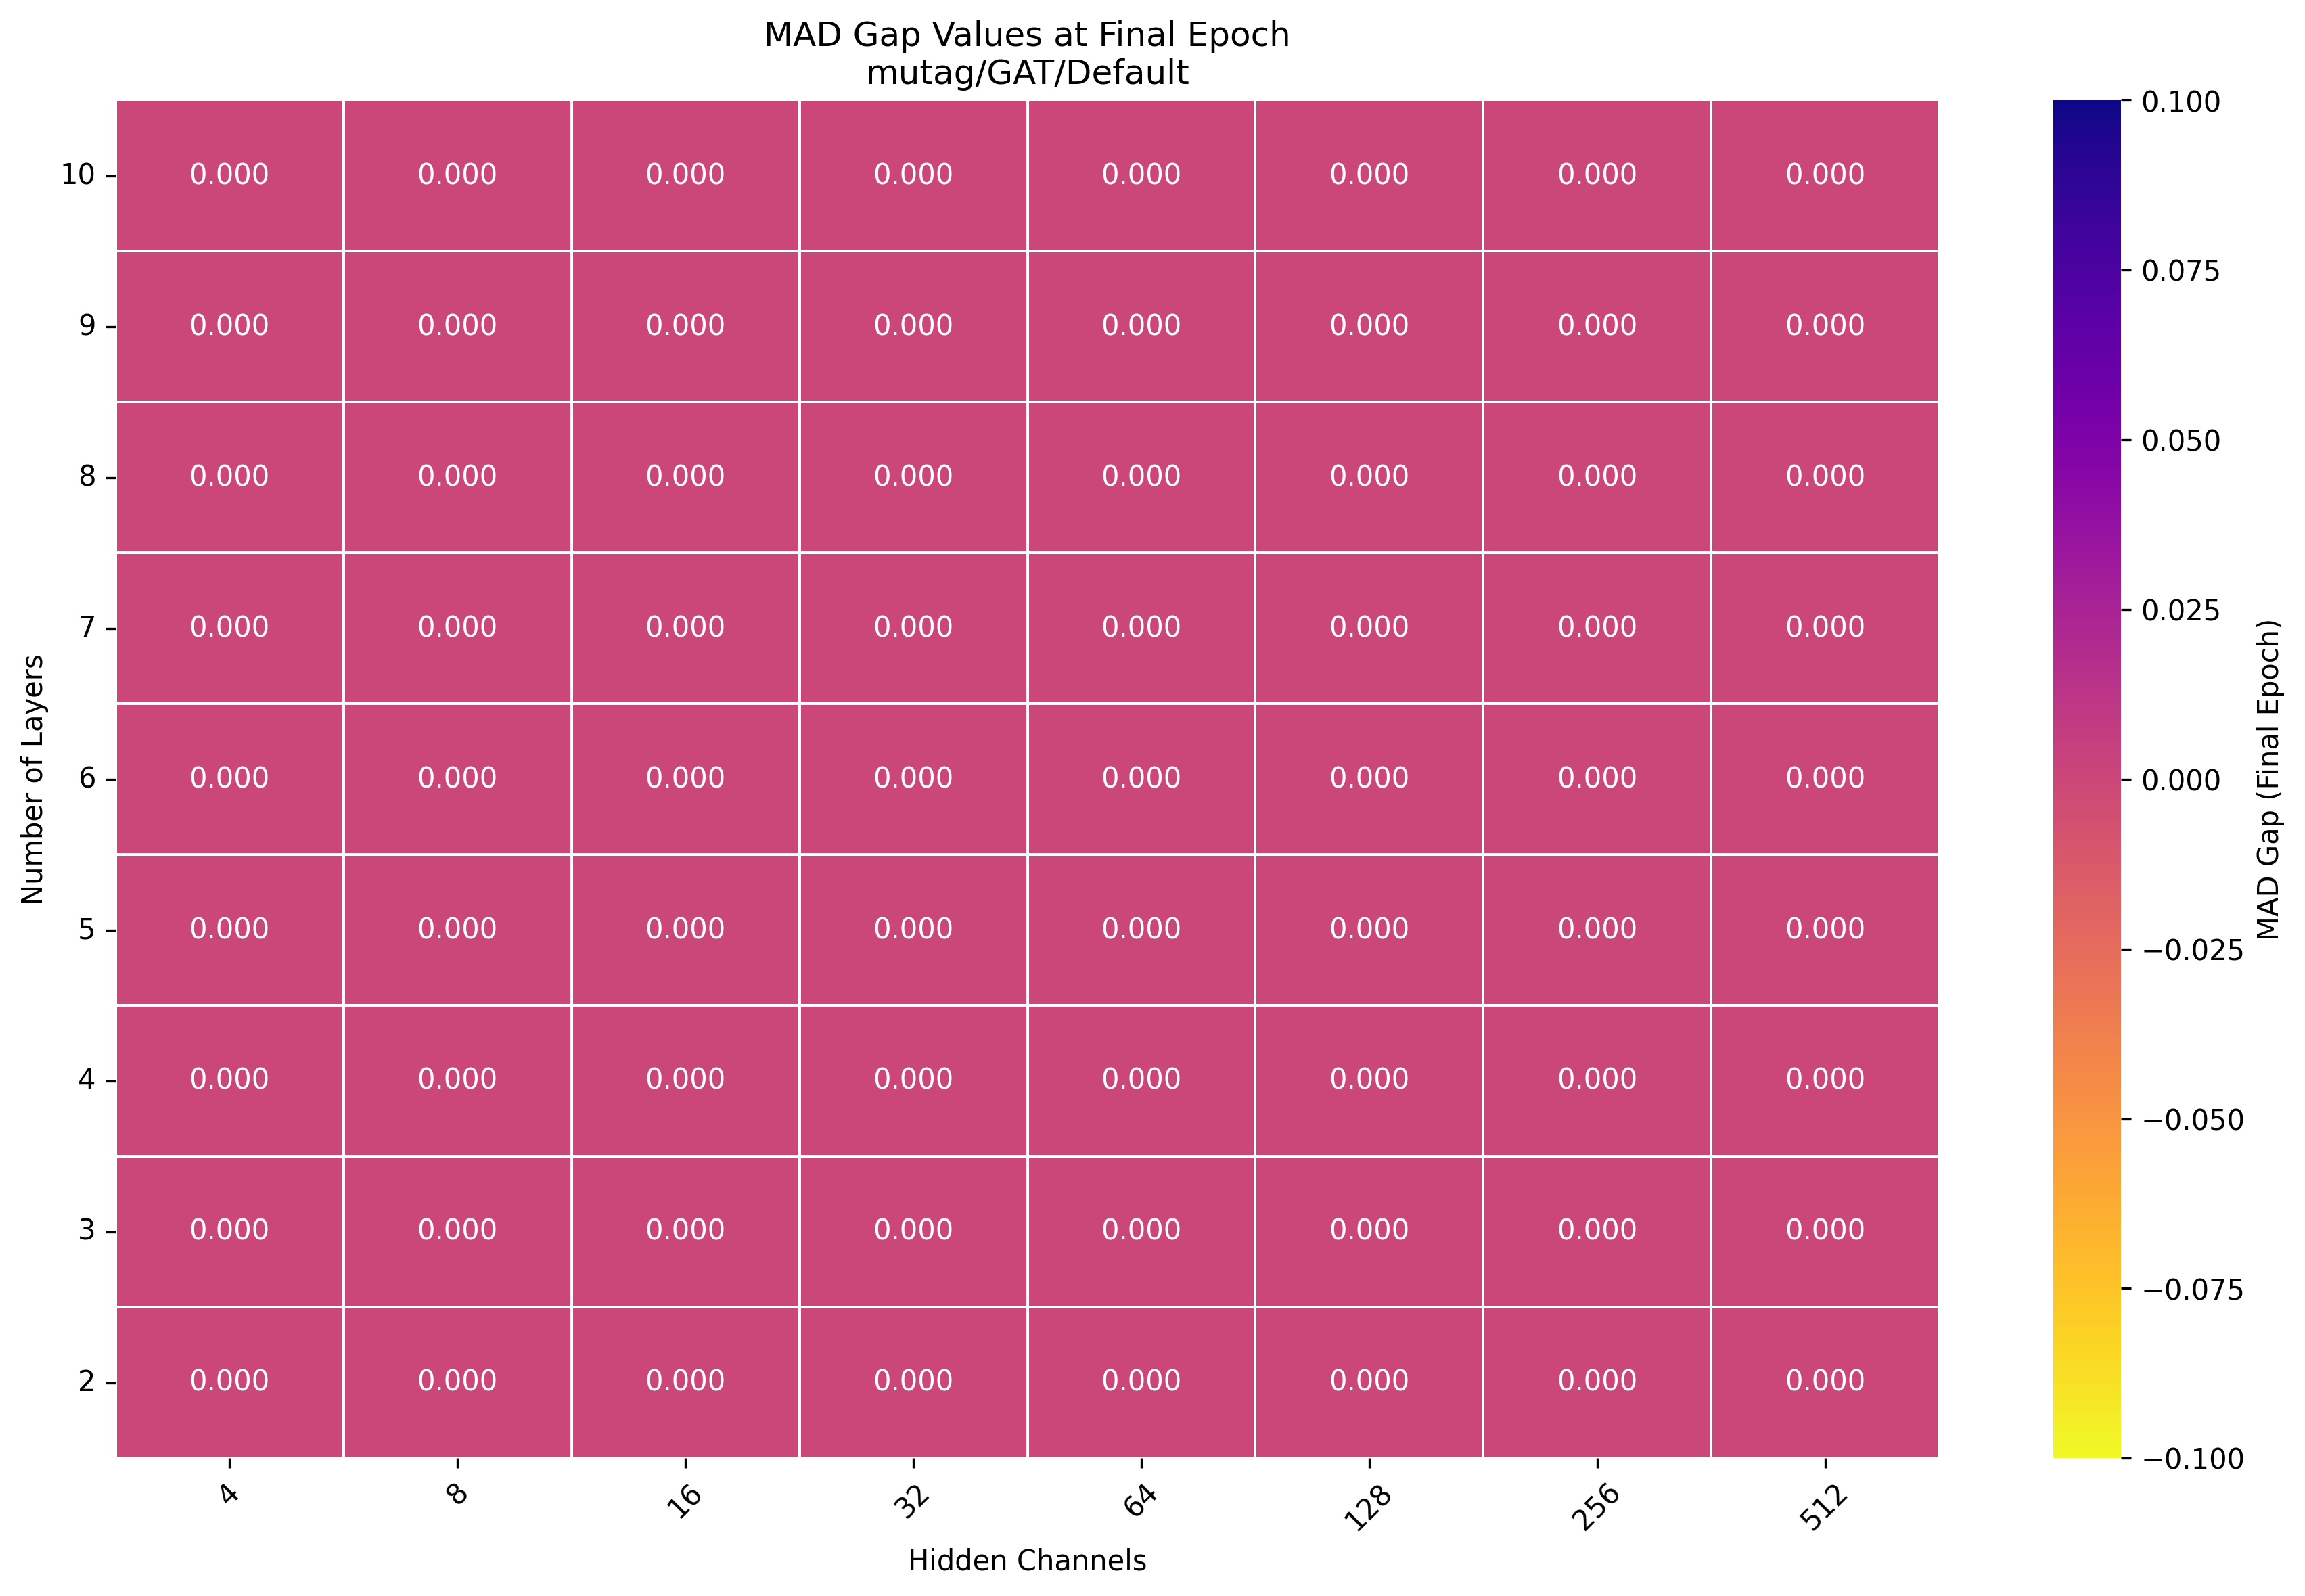 MAD Gap Values at Final Epoch
mutag/GAT/Default
Number of Layers
10 0.000 0.000 0.000 0.000 0.000 0.000 0.000 0.000
9 0.000 0.000 0.000 0.000 0.000 0.000 0.000 0.000
8 0.000 0.000 0.000 0.000 0.000 0.000 0.000 0.000
7 0.000 0.000 0.000 0.000 0.000 0.000 0.000 0.000
6 0.000 0.000 0.000 0.000 0.000 0.000 0.000 0.000
5 0.000 0.000 0.000 0.000 0.000 0.000 0.000 0.000
4 0.000 0.000 0.000 0.000 0.000 0.000 0.000 0.000
3 0.000 0.000 0.000 0.000 0.000 0.000 0.000 0.000
2 0.000 0.000 0.000 0.000 0.000 0.000 0.000 0.000
4 8 16 32 64 128 256 512
Hidden Channels
0.100
0.075
0.050
0.025
0.000
−0.025
−0.050
−0.075
−0.100
MAD Gap (Final Epoch)